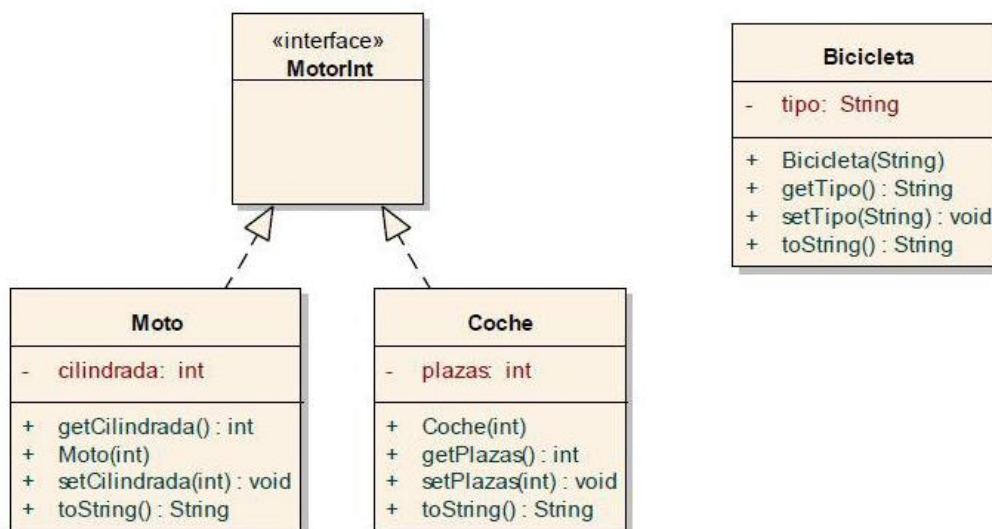 «interface»
MotorInt
Bicicleta
- tipo: String
+ Bicicleta(String)
+ getTipo() : String
+ setTipo(String) : void
+ toString() : String
Moto
- cilindrada: int
+ getCilindrada() : int
+ Moto(int)
+ setCilindrada(int) : void
+ toString() : String
Coche
- plazas: int
+ Coche(int)
+ getPlazas() : int
+ setPlazas(int) : void
+ toString() : String